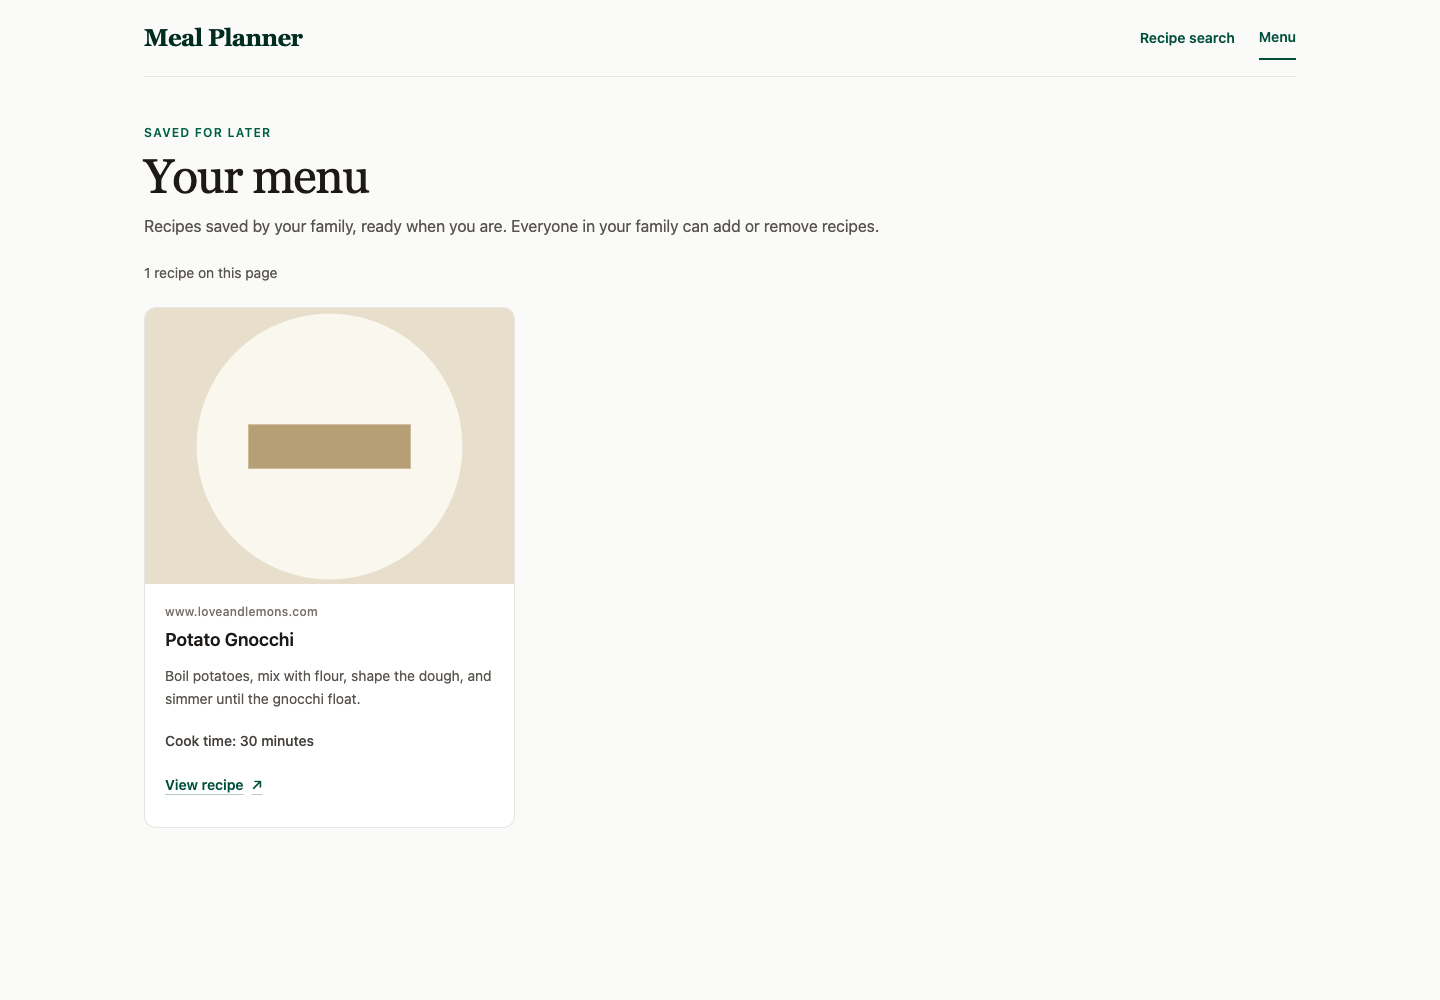 Meal Planner
Recipe search
Menu
SAVED FOR LATER
Your menu
Recipes saved by your family, ready when you are. Everyone in your family can add or remove recipes.
1 recipe on this page
www.loveandlemons.com
Potato Gnocchi
Boil potatoes, mix with flour, shape the dough, and
simmer until the gnocchi float.
Cook time: 30 minutes
View recipe ↗